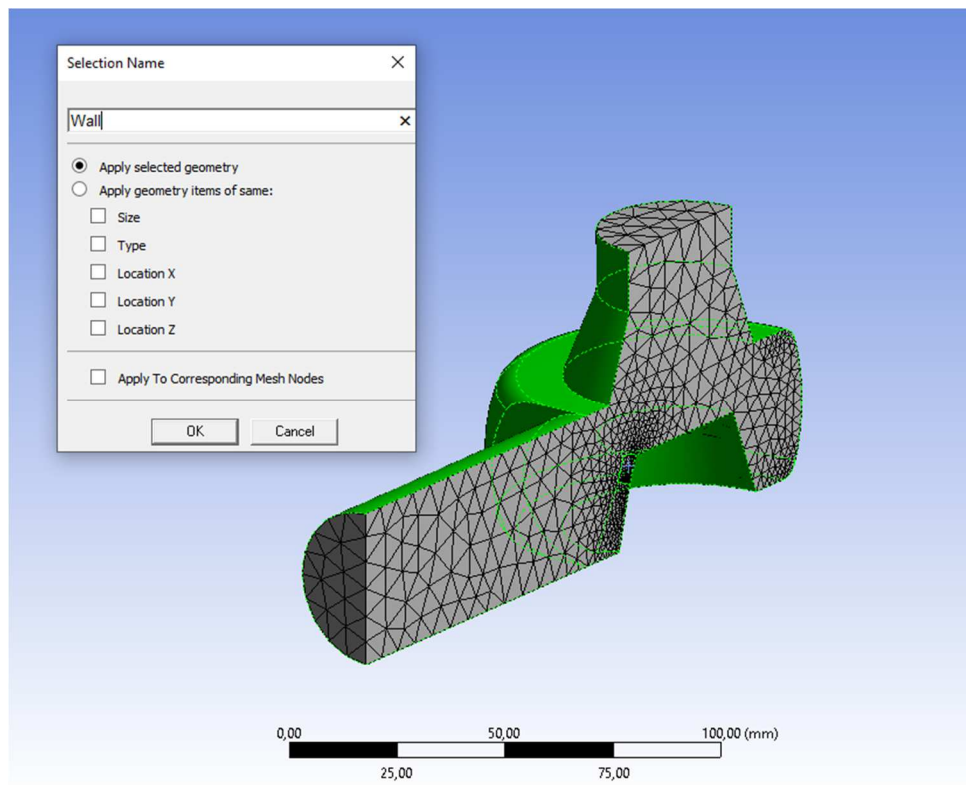 Selection Name
Wall
Apply selected geometry
Apply geometry items of same:
Size
Type
Location X
Location Y
Location Z
Apply To Corresponding Mesh Nodes
OK Cancel
0,00 50,00 100,00 (mm)
25,00 75,00